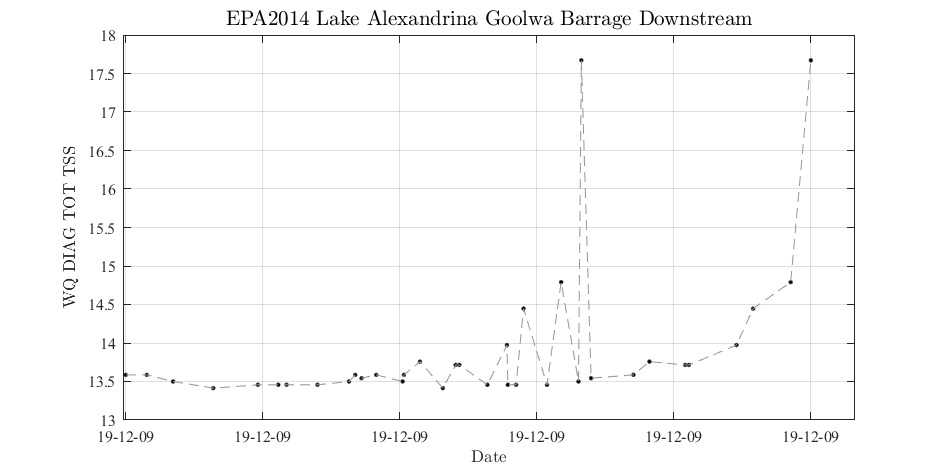 EPA2014 Lake Alexandrina Goolwa Barrage Downstream
18
17.5
17
16.5
16
15.5
15
14.5
14
13.5
13
WQ DIAG TOT TSS
19-12-09 19-12-09 19-12-09 19-12-09 19-12-09 19-12-09
Date